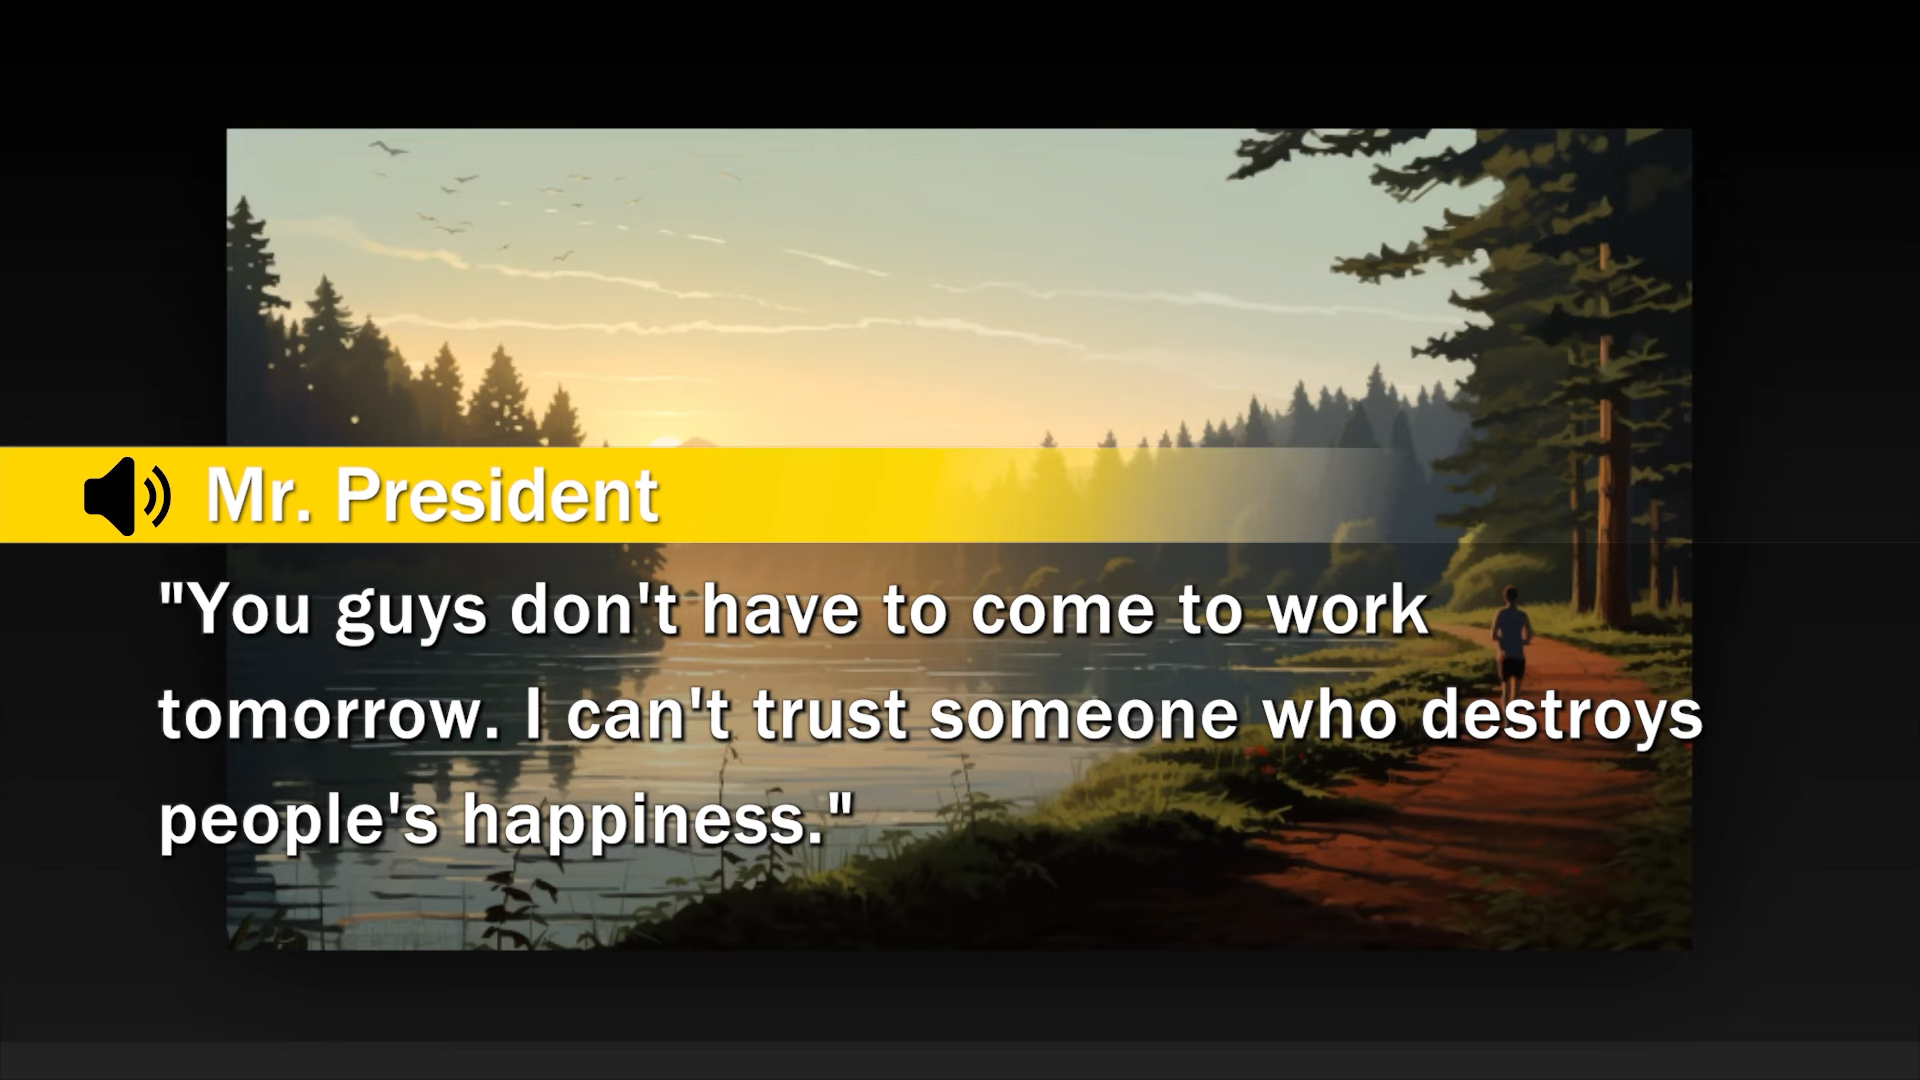 Mr. President
"You guys don't have to come to work
tomorrow. I can't trust someone who destroys
people's happiness."